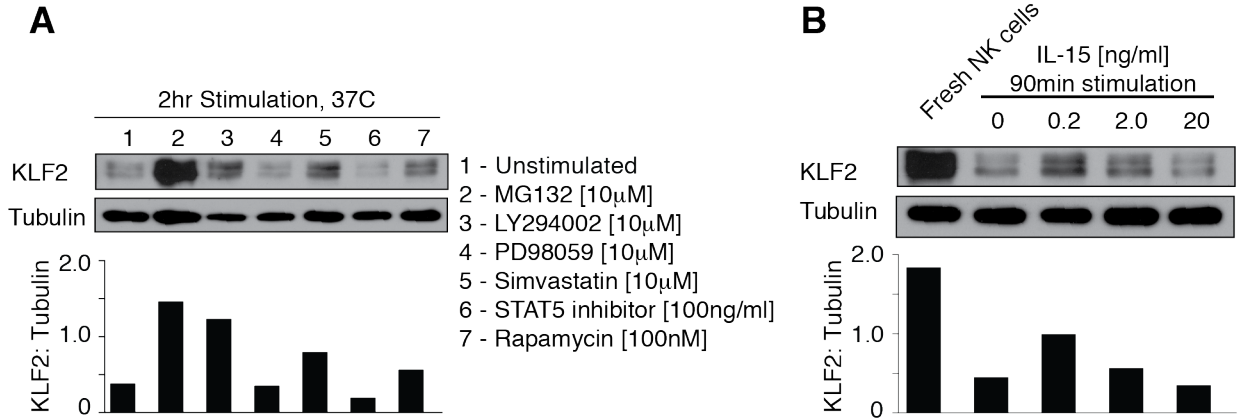 A
2hr Stimulation, 37C
1 2 3 4 5 6 7
KLF2
Tubulin
1 - Unstimulated
2 - MG132 [10μM]
3 - LY294002 [10μM]
4 - PD98059 [10μM]
5 - Simvastatin [10μM]
6 - STAT5 inhibitor [100ng/ml]
7 - Rapamycin [100nM]
KLF2: Tubulin
2.0
1.0
0
B
Fresh NK cells
IL-15 [ng/ml]
90min stimulation
0 0.2 2.0 20
KLF2
Tubulin
KLF2: Tubulin
2.0
1.0
0